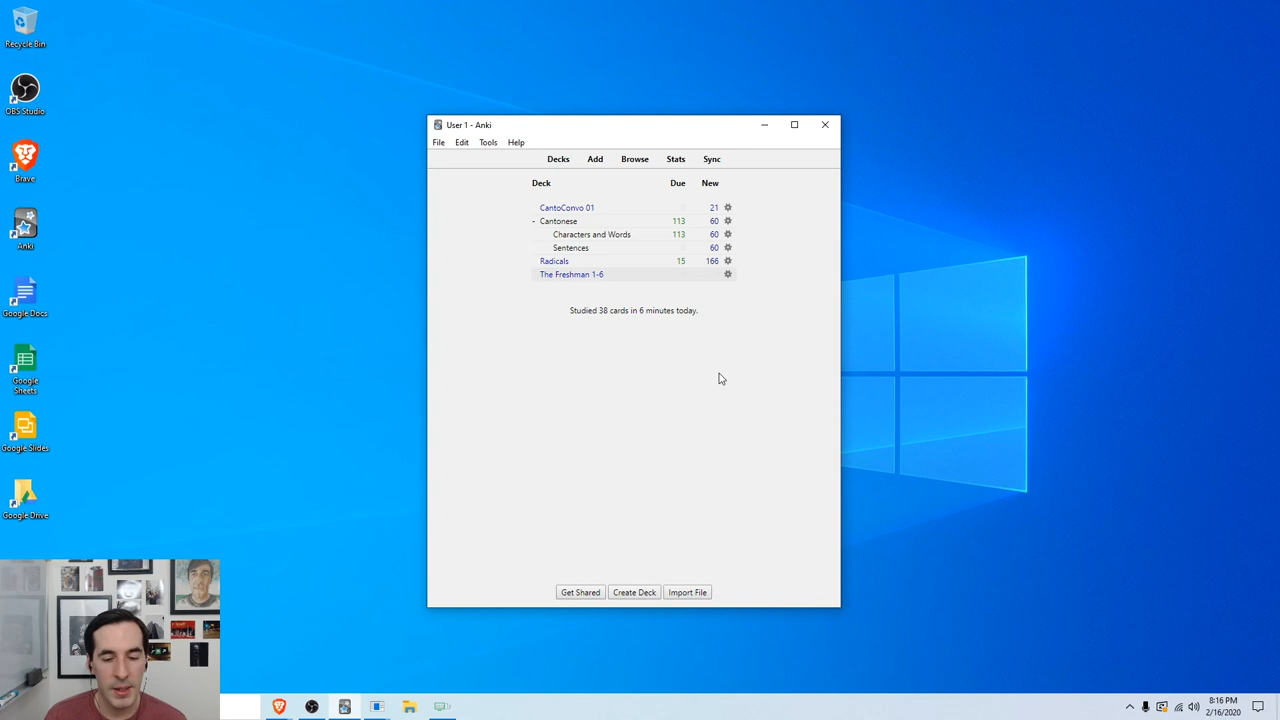 Recycle Bin
OBS Studio
Brave
Anki
Google Docs
Google
Sheets
Google Slides
Google Drive
User 1 - Anki
File Edit Tools Help
Decks Add Browse Stats Sync
Deck Due New
CantoConvo 01 0 21
- Cantonese 113 60
Characters and Words 113 60
Sentences 0 60
Radicals 15 166
The Freshman 1-6
Studied 38 cards in 6 minutes today.
Get Shared Create Deck Import File
8:16 PM
2/16/2020